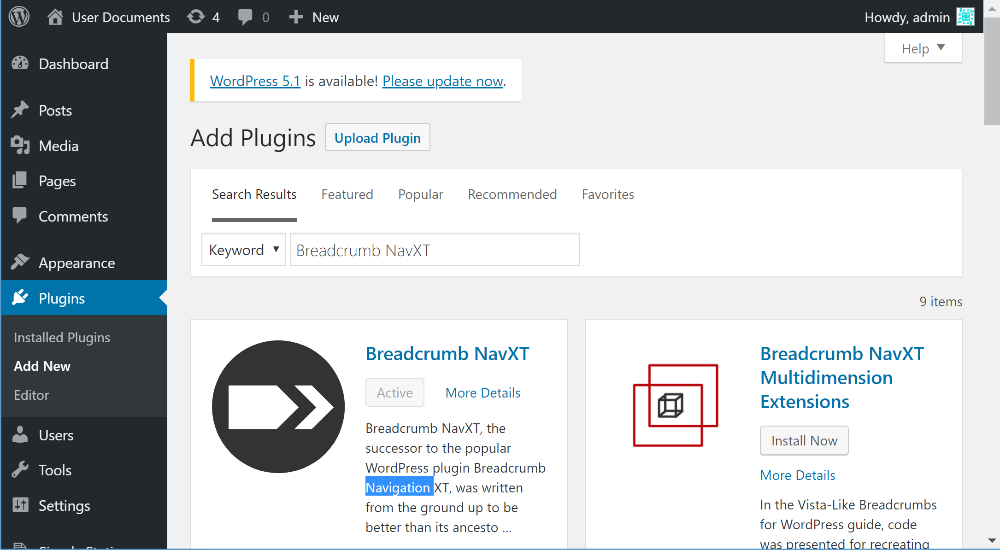 User Documents 4 0 New Howdy, admin
Help
Dashboard
Posts
Media
Pages
Comments
Appearance
Plugins
Installed Plugins
Add New
Editor
Users
Tools
Settings
WordPress 5.1 is available! Please update now.
Add Plugins Upload Plugin
Search Results Featured Popular Recommended Favorites
Keyword Breadcrumb NavXT
9 items
Breadcrumb NavXT
Active More Details
Breadcrumb NavXT, the
successor to the popular
WordPress plugin Breadcrumb
Navigation XT, was written
from the ground up to be
better than its ancesto ...
Breadcrumb NavXT
Multidimension
Extensions
Install Now
More Details
In the Vista-Like Breadcrumbs
for WordPress guide, code
was presented for recreating